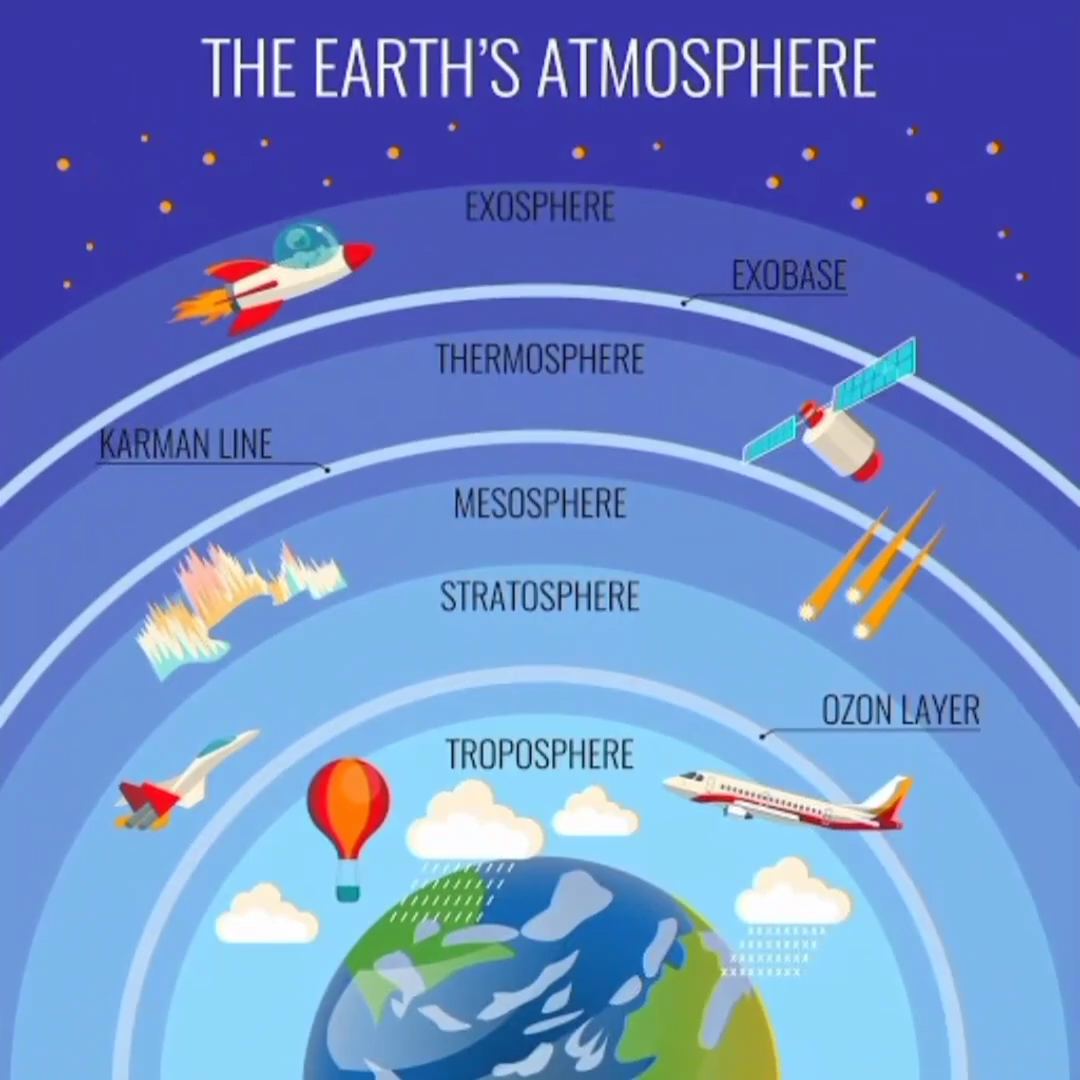 THE EARTH’S ATMOSPHERE
EXOSPHERE
EXOBASE
THERMOSPHERE
KARMAN LINE
MESOSPHERE
STRATOSPHERE
OZON LAYER
TROPOSPHERE